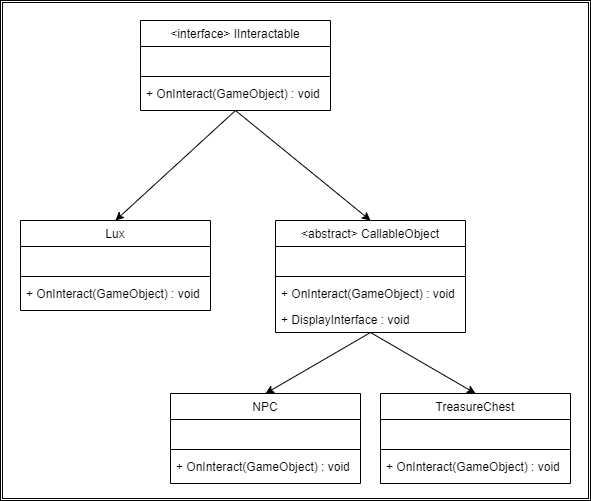 <interface> IInteractable
+ OnInteract(GameObject) : void
Lux
+ OnInteract(GameObject) : void
<abstract> CallableObject
+ OnInteract(GameObject) : void
+ DisplayInterface : void
NPC
+ OnInteract(GameObject) : void
TreasureChest
+ OnInteract(GameObject) : void